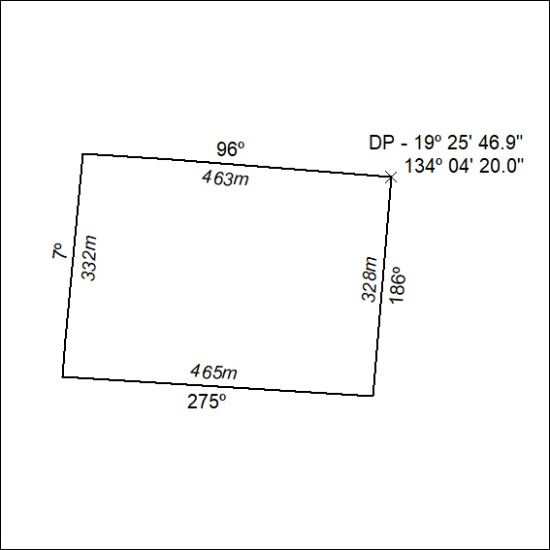 DP - 19º 25' 46.9"
134º 04' 20.0"
96º
463m
7º
332m
328m
186º
465m
275º